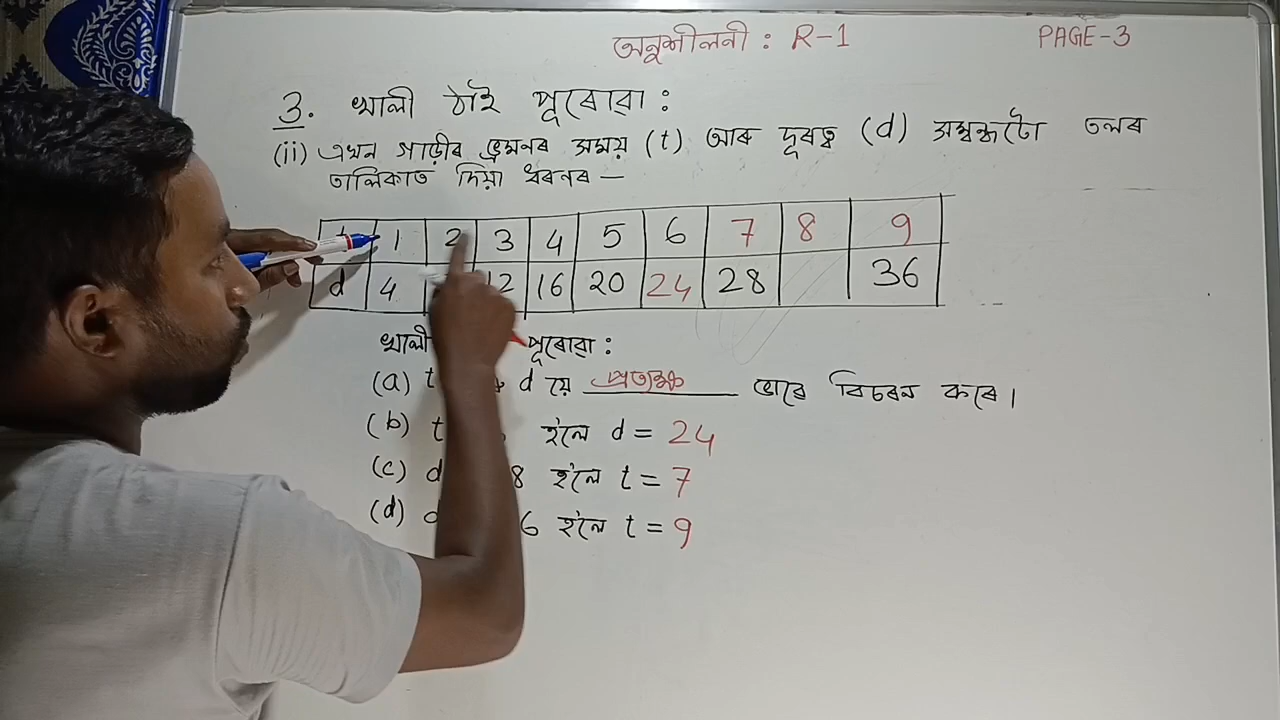 অনুশীলনী : R-1 PAGE-3
3. খালী ঠাই পূৰোৱা :
(ii) এখন গাড়ীৰ ভ্ৰমনৰ সময় (t) আৰু দূৰত্ব (d) সম্বন্ধটো তলৰ
তালিকাত দিয়া ধৰনৰ —
1 2 3 4 5 6 7 8 9
d 4 12 16 20 24 28 36
খালী পূৰোৱা :
(a) t d য়ে প্ৰত্যক্ষ ভাৱে বিচৰন কৰে।
(b) t হ'লে d = 24
(c) d 8 হ'লে t = 7
(d) d 6 হ'লে t = 9